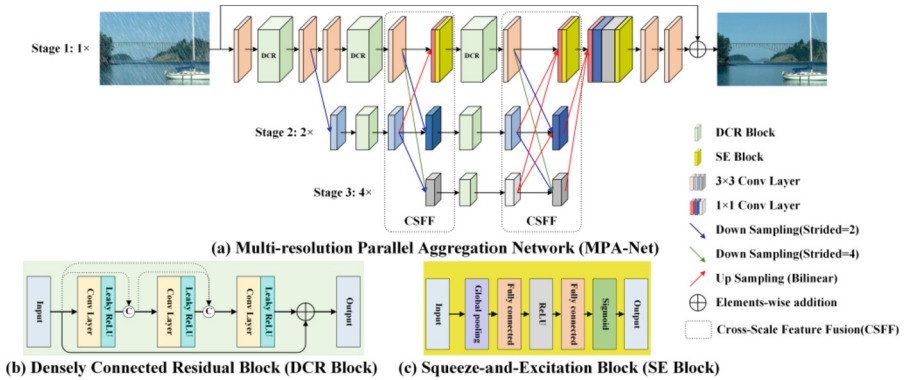 Stage 1: 1×
DCR
DCR
DCR
Stage 2: 2×
Stage 3: 4×
CSFF
CSFF
DCR Block
SE Block
3×3 Conv Layer
1×1 Conv Layer
Down Sampling(Strided=2)
Down Sampling(Strided=4)
Up Sampling (Bilinear)
Elements-wise addition
Cross-Scale Feature Fusion(CSFF)
(a) Multi-resolution Parallel Aggregation Network (MPA-Net)
Input
Conv Layer
Leaky ReLU
C
Conv Layer
Leaky ReLU
C
Conv Layer
Leaky ReLU
Output
(b) Densely Connected Residual Block (DCR Block)
Input
Global pooling
Fully connected
ReLU
Fully connected
Sigmoid
Output
(c) Squeeze-and-Excitation Block (SE Block)